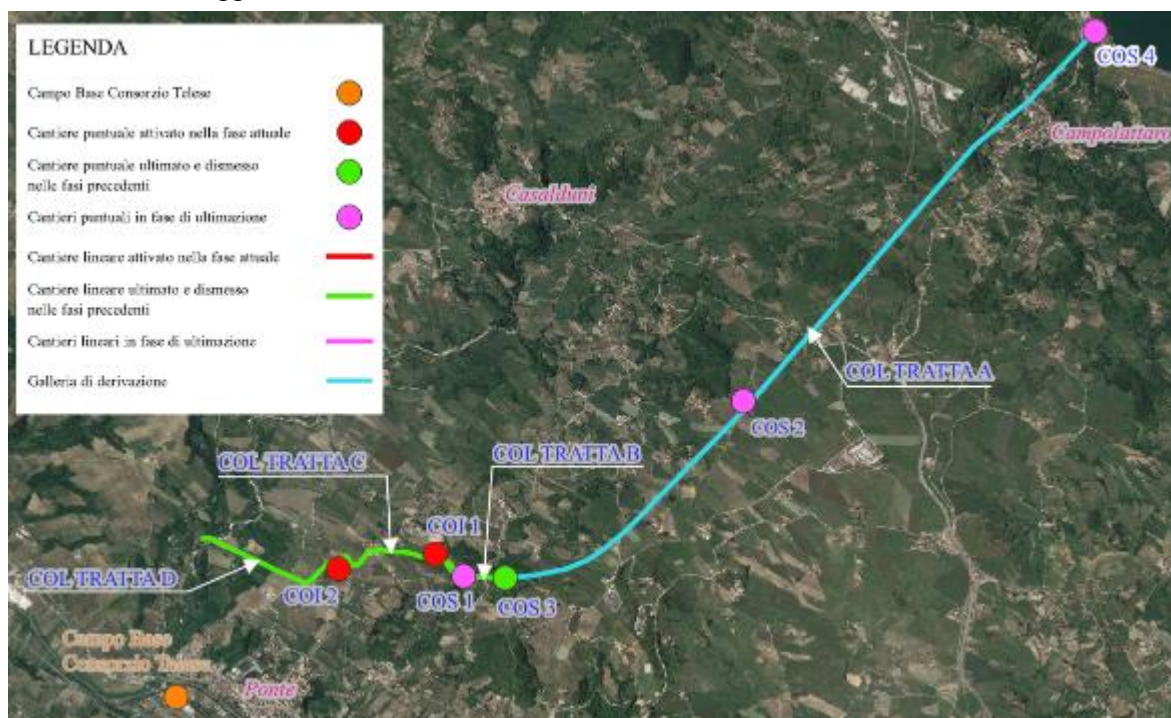 LEGENDA
Campo Base Consorzio Telese
Cantiere puntuale attivato nella fase attuale
Cantiere puntuale ultimato e dismesso
nelle fasi precedenti
Cantieri puntuali in fase di ultimazione
Cantiere lineare attivato nella fase attuale
Cantiere lineare ultimato e dismesso
nelle fasi precedenti
Cantieri lineari in fase di ultimazione
Galleria di derivazione
COS 4
Campolattaro
Casalduni
COL TRATTA A
COS 2
COL TRATTA B
COL TRATTA C
COI 1
COL TRATTA D
COI 2
COS 1
COS 3
Campo Base
Consorzio Telese
Ponte